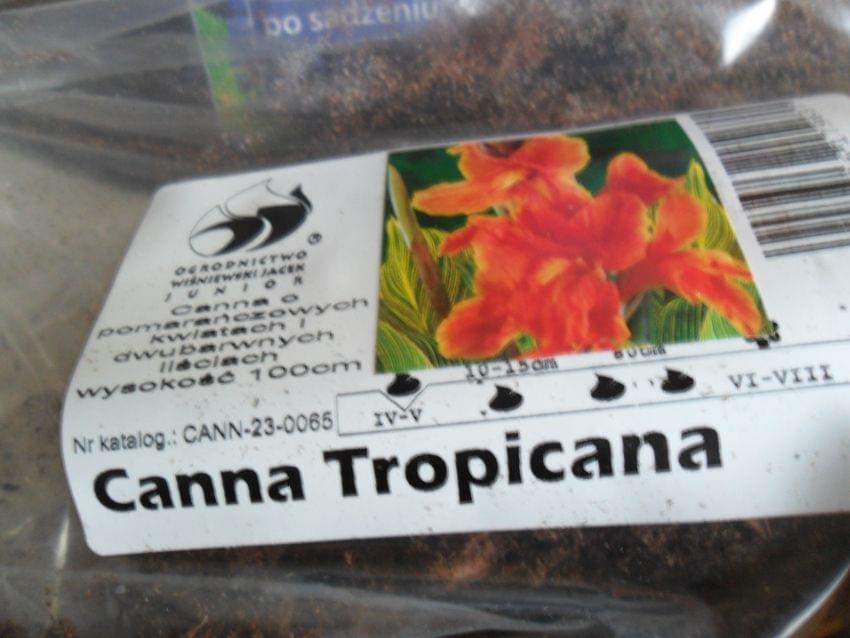 po sadzeniu
OGRODNICTWO
WIŚNIEWSKI JACEK
JUNIOR
Canna o
pomarańczowych
kwiatach i
dwubarwnych
liściach
wysokość 100cm
10-15cm
80cm
IV-V
VI-VIII
Nr katalog.: CANN-23-0065
Canna Tropicana